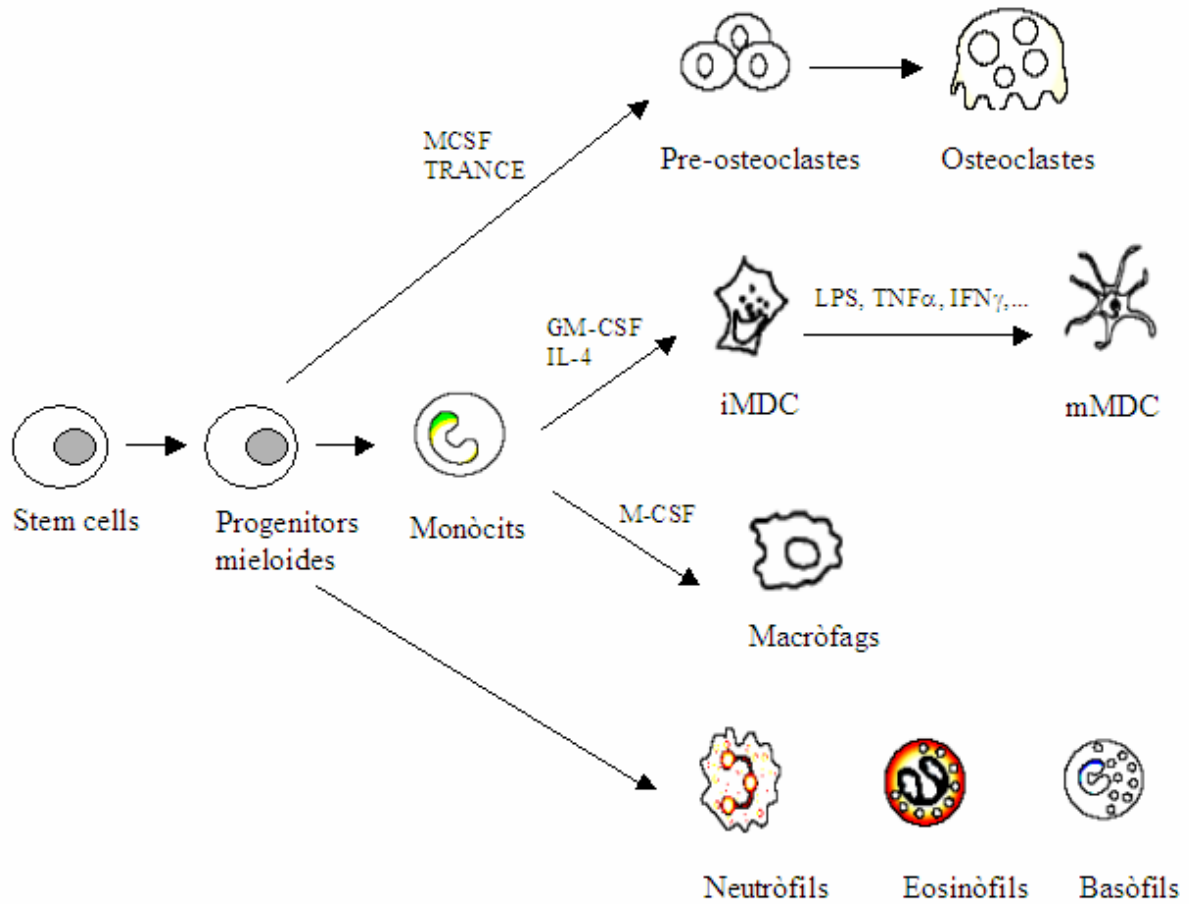 MCSF
TRANCE
Pre-osteoclastes
Osteoclastes
LPS, TNFα, IFNγ,...
GM-CSF
IL-4
iMDC
mMDC
Stem cells
Progenitors
mieloides
Monòcits
M-CSF
Macròfags
Neutròfils
Eosinòfils
Basòfils